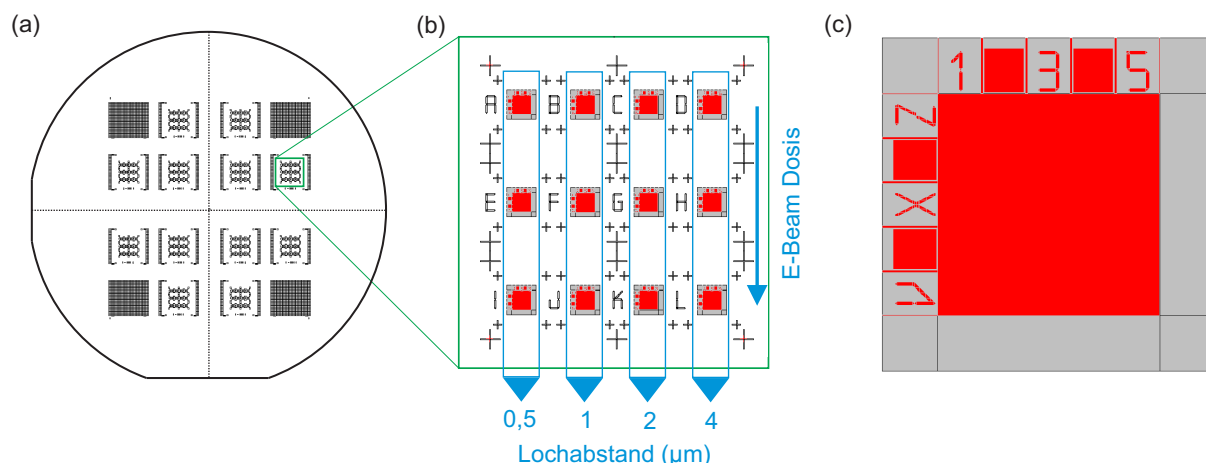 (a)
(b)
(c)
A B C D
E F G H
I J K L
E-Beam Dosis
0,5 1 2 4
Lochabstand (µm)
1 3 5
Z
X
A